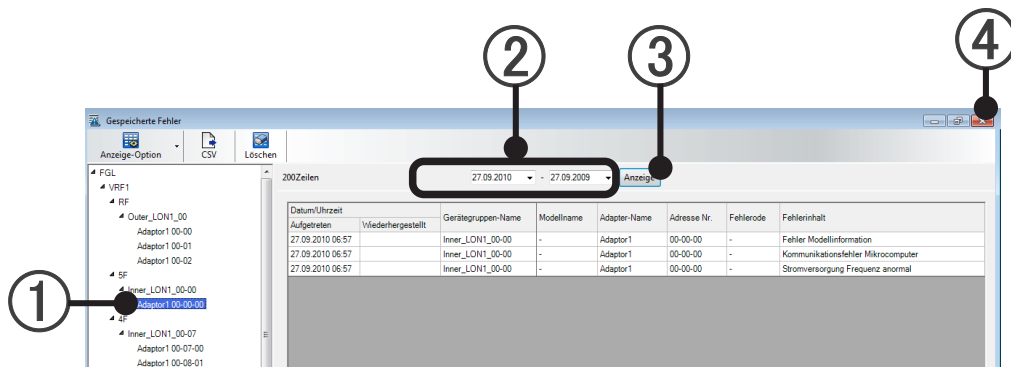 ② ③ ④
Gespeicherte Fehler
Anzeige-Option CSV Löschen
FGL
VRF1
RF
Outer_LON1_00
Adaptor1 00-00
Adaptor1 00-01
Adaptor1 00-02
5F
Inner_LON1_00-00
① Adaptor1 00-00-00
4F
Inner_LON1_00-07
Adaptor1 00-07-00
Adaptor1 00-08-01
200Zeilen 27.09.2010 - 27.09.2009 Anzeige
Datum/Uhrzeit Gerätegruppen-Name Modellname Adapter-Name Adresse Nr. Fehlerode Fehlerinhalt
Aufgetreten Wiederhergestellt
27.09.2010 06:57 Inner_LON1_00-00 - Adaptor1 00-00-00 - Fehler Modellinformation
27.09.2010 06:57 Inner_LON1_00-00 - Adaptor1 00-00-00 - Kommunikationsfehler Mikrocomputer
27.09.2010 06:57 Inner_LON1_00-00 - Adaptor1 00-00-00 - Stromversorgung Frequenz anormal